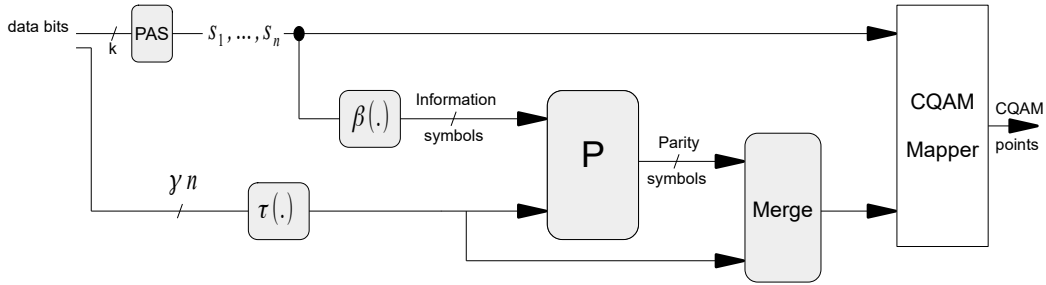 data bits
k
PAS
s1,...,sn
β(.)
Information
symbols
P
Parity
symbols
γ n
τ(.)
Merge
CQAM
Mapper
CQAM
points